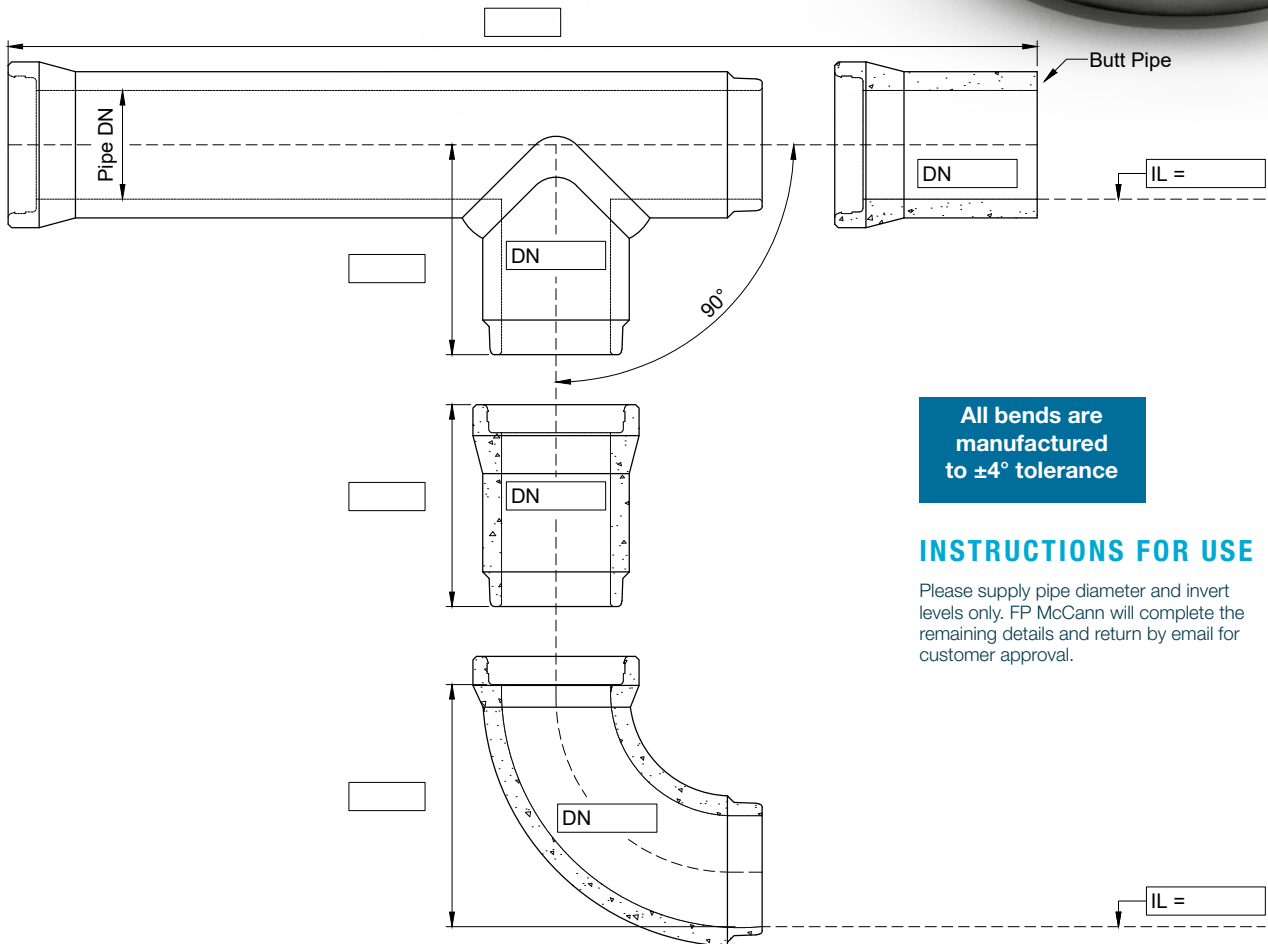 Butt Pipe
Pipe DN
DN
IL =
DN
90°
All bends are
manufactured
to ±4° tolerance
DN
INSTRUCTIONS FOR USE
Please supply pipe diameter and invert
levels only. FP McCann will complete the
remaining details and return by email for
customer approval.
DN
IL =